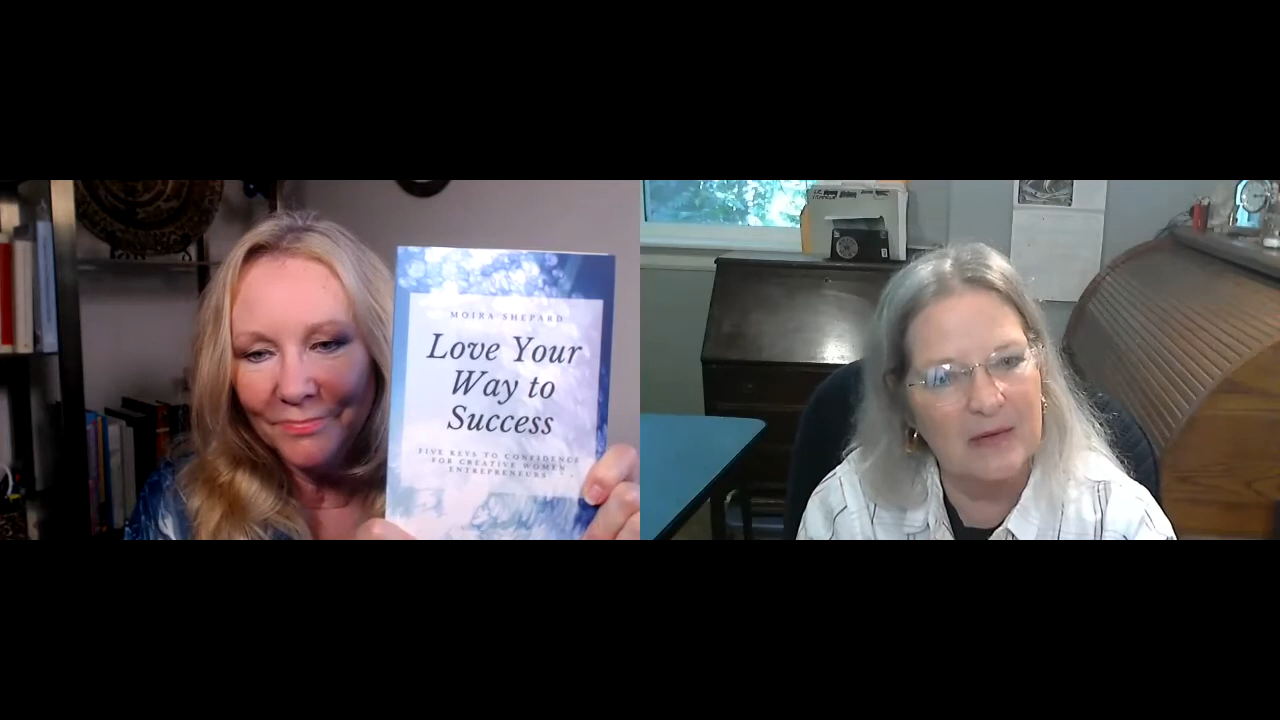 MOIRA SHEPARD
Love Your
Way to
Success
FIVE KEYS TO CONFIDENCE
FOR CREATIVE WOMEN
ENTREPRENEURS